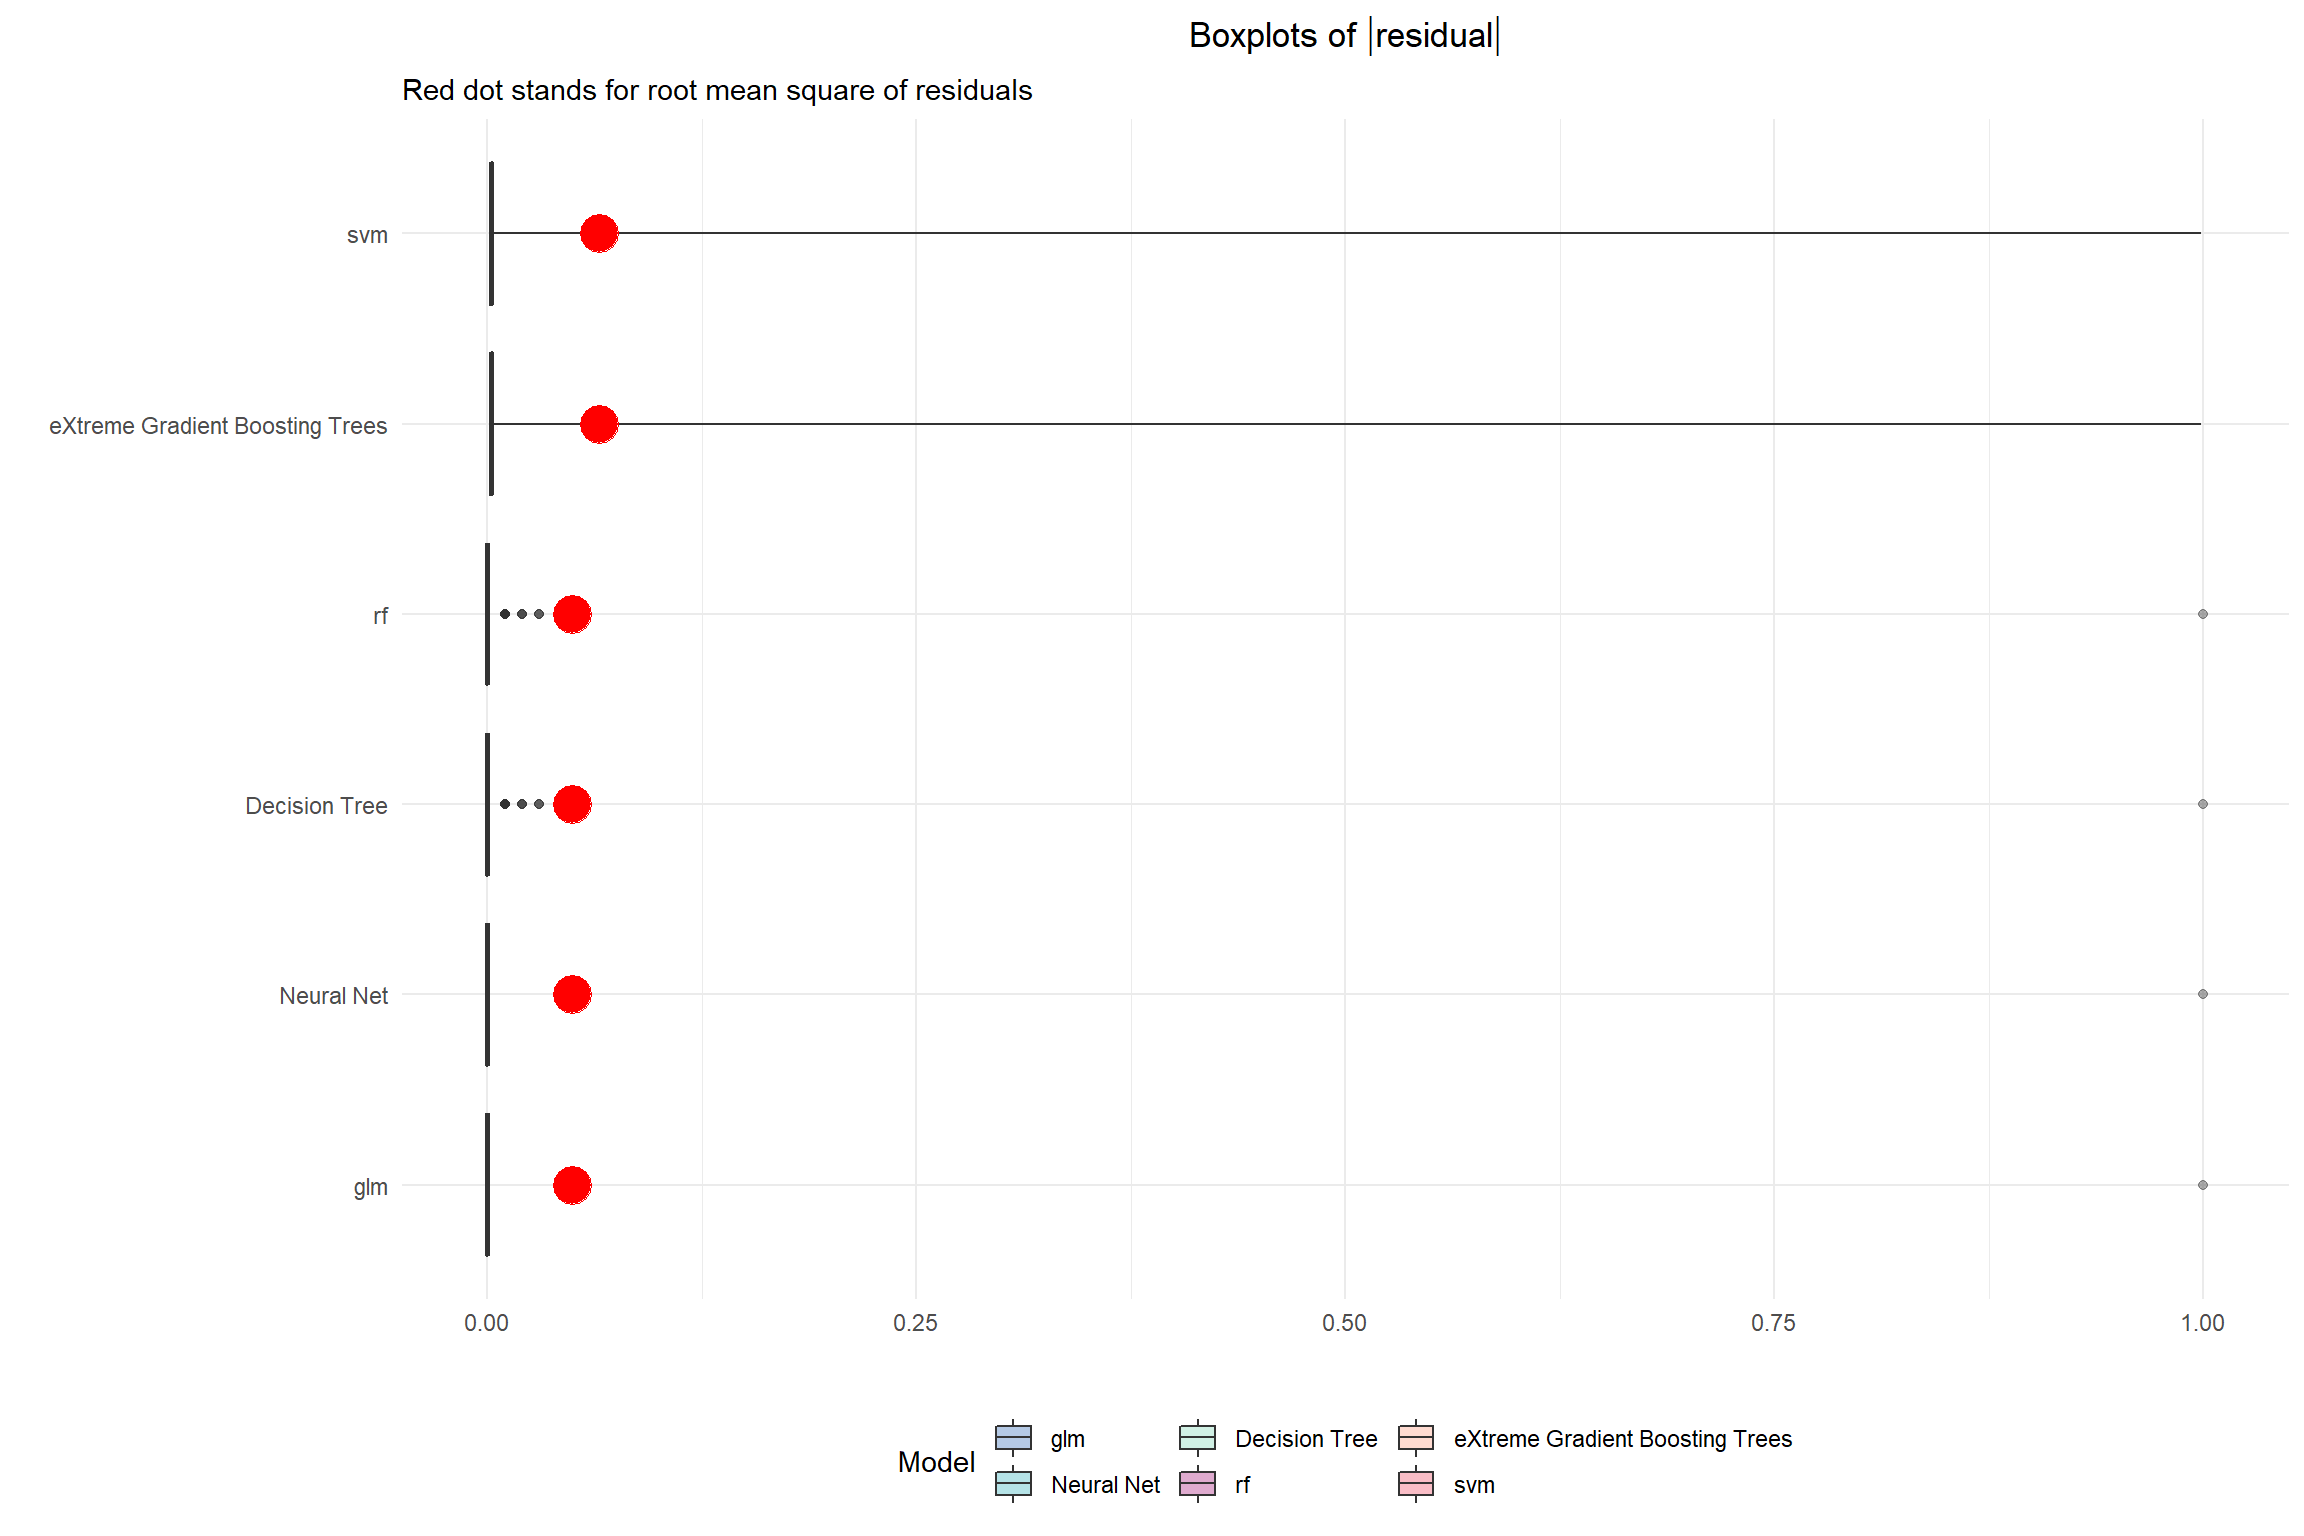 Boxplots of |residual|
Red dot stands for root mean square of residuals
svm
eXtreme Gradient Boosting Trees
rf
Decision Tree
Neural Net
glm
0.00 0.25 0.50 0.75 1.00
Model
glm Decision Tree eXtreme Gradient Boosting Trees
Neural Net rf svm